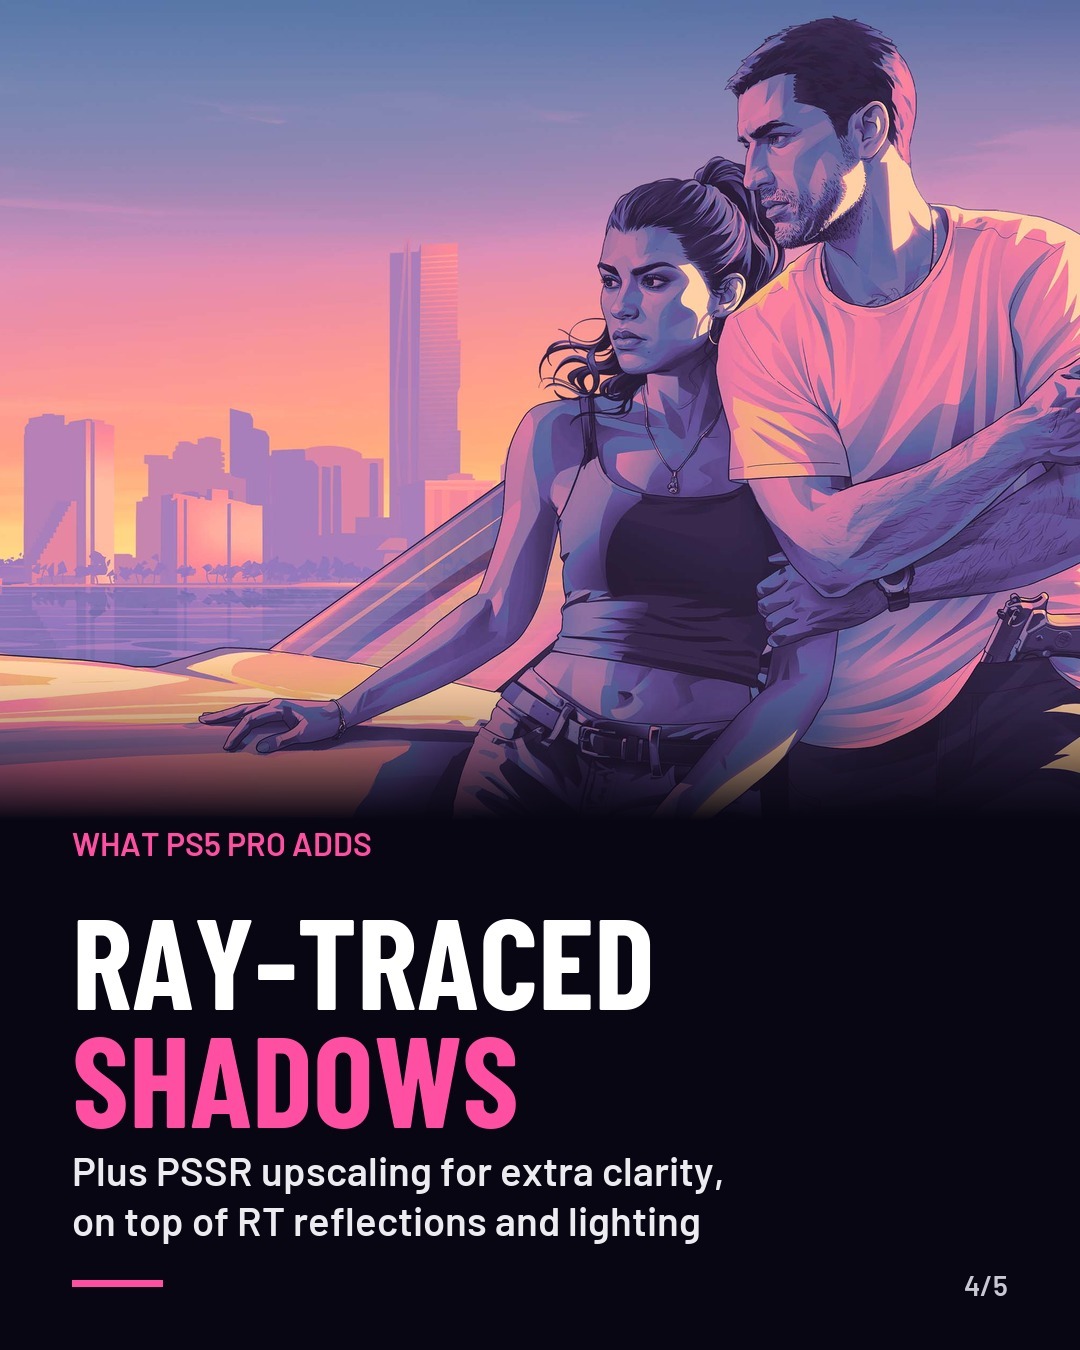 WHAT PS5 PRO ADDS
RAY-TRACED
SHADOWS
Plus PSSR upscaling for extra clarity,
on top of RT reflections and lighting
4/5